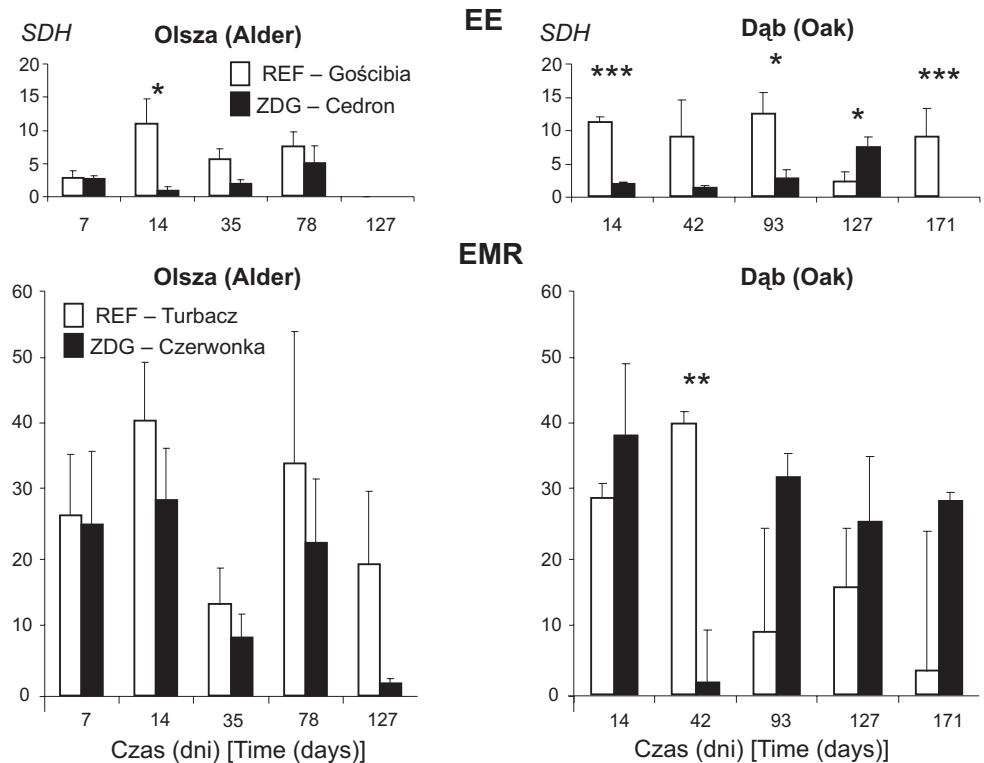 EE
SDH
Olsza (Alder)
REF – Gościbia
ZDG – Cedron
20
15
10
5
0
*
7 14 35 78 127
SDH
Dąb (Oak)
20
15
10
5
0
*** * * ***
14 42 93 127 171
EMR
Olsza (Alder)
REF – Turbacz
ZDG – Czerwonka
60
50
40
30
20
10
0
7 14 35 78 127
Czas (dni) [Time (days)]
Dąb (Oak)
60
50
40
30
20
10
0
**
14 42 93 127 171
Czas (dni) [Time (days)]